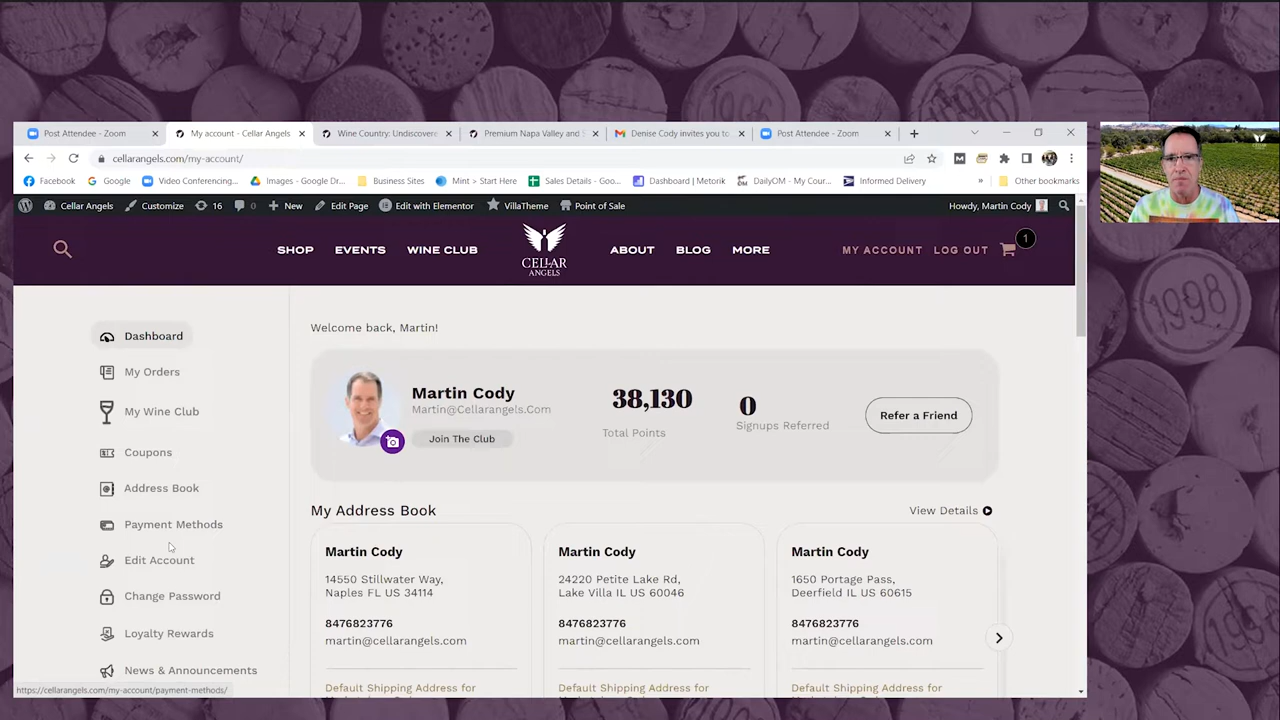 Post Attendee - Zoom
My account - Cellar Angels
Wine Country: Undiscovere
Premium Napa Valley and S
Denise Cody invites you to
Post Attendee - Zoom
cellarangels.com/my-account/
Facebook
Google
Video Conferencing...
Images - Google Dr...
Business Sites
Mint > Start Here
Sales Details - Goo...
Dashboard | Metorik
DailyOM - My Cour...
Informed Delivery
»
Other bookmarks
Cellar Angels
Customize
16
0
+ New
Edit Page
Edit with Elementor
VillaTheme
Point of Sale
Howdy, Martin Cody
SHOP
EVENTS
WINE CLUB
CELLAR
ANGELS
ABOUT
BLOG
MORE
MY ACCOUNT
LOG OUT
1
Dashboard
My Orders
My Wine Club
Coupons
Address Book
Payment Methods
Edit Account
Change Password
Loyalty Rewards
News & Announcements
https://cellarangels.com/my-account/payment-methods/
Welcome back, Martin!
Martin Cody
Martin@Cellarangels.Com
Join The Club
38,130
Total Points
0
Signups Referred
Refer a Friend
My Address Book
View Details
Martin Cody
14550 Stillwater Way,
Naples FL US 34114
8476823776
martin@cellarangels.com
Default Shipping Address for
Martin Cody
24220 Petite Lake Rd,
Lake Villa IL US 60046
8476823776
martin@cellarangels.com
Default Shipping Address for
Martin Cody
1650 Portage Pass,
Deerfield IL US 60615
8476823776
martin@cellarangels.com
Default Shipping Address for
1998